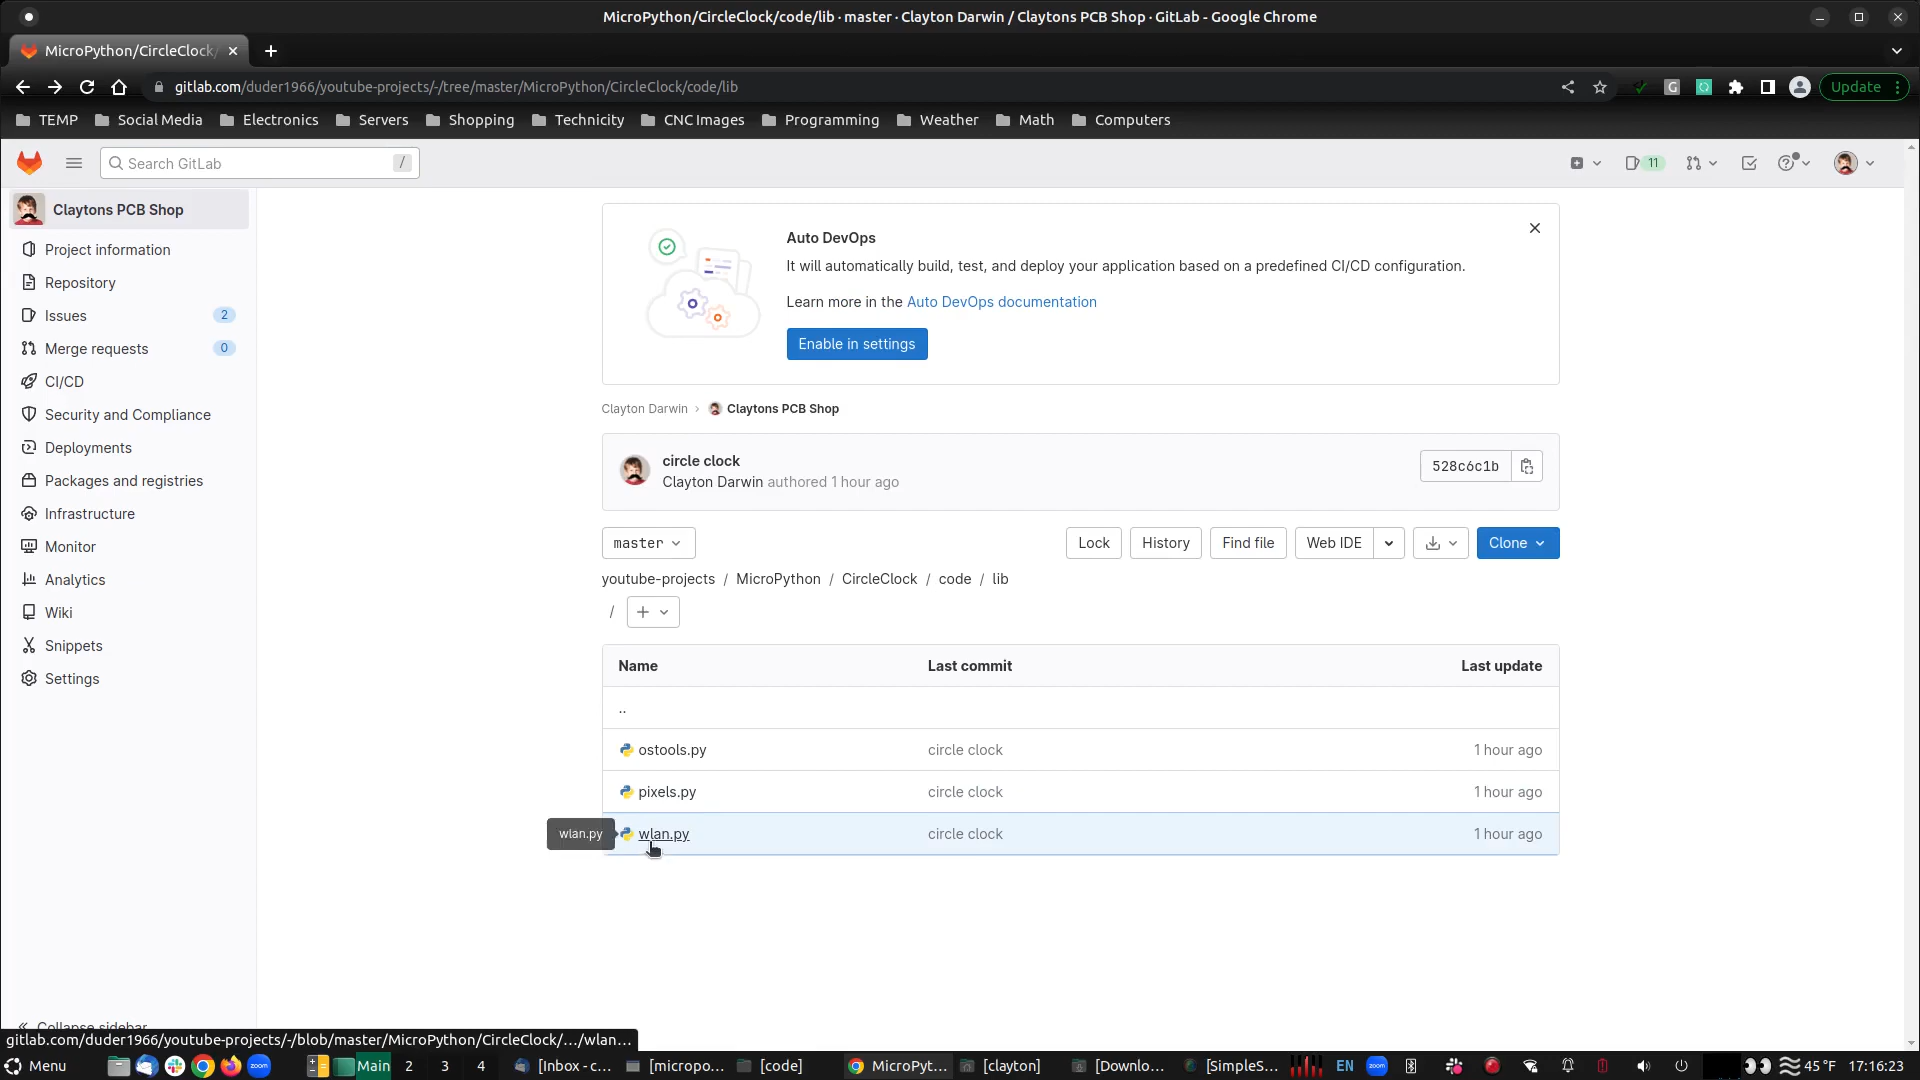 MicroPython/CircleClock/code/lib · master · Clayton Darwin / Claytons PCB Shop · GitLab - Google Chrome
MicroPython/CircleClock/
gitlab.com/duder1966/youtube-projects/-/tree/master/MicroPython/CircleClock/code/lib
Update
TEMP Social Media Electronics Servers Shopping Technicity CNC Images Programming Weather Math Computers
Search GitLab /
11
Claytons PCB Shop
Project information
Repository
Issues 2
Merge requests 0
CI/CD
Security and Compliance
Deployments
Packages and registries
Infrastructure
Monitor
Analytics
Wiki
Snippets
Settings
Auto DevOps
It will automatically build, test, and deploy your application based on a predefined CI/CD configuration.
Learn more in the Auto DevOps documentation
Enable in settings
Clayton Darwin › Claytons PCB Shop
circle clock
Clayton Darwin authored 1 hour ago
528c6c1b
master Lock History Find file Web IDE Clone
youtube-projects / MicroPython / CircleClock / code / lib
/ +
Name Last commit Last update
..
ostools.py circle clock 1 hour ago
pixels.py circle clock 1 hour ago
wlan.py wlan.py circle clock 1 hour ago
Collapse sidebar
gitlab.com/duder1966/youtube-projects/-/blob/master/MicroPython/CircleClock/.../wlan...
Menu zoom Main 2 3 4 [Inbox - c... [micropo... [code] MicroPyt... [clayton] [Downlo... [SimpleS... EN zoom 45 °F 17:16:23